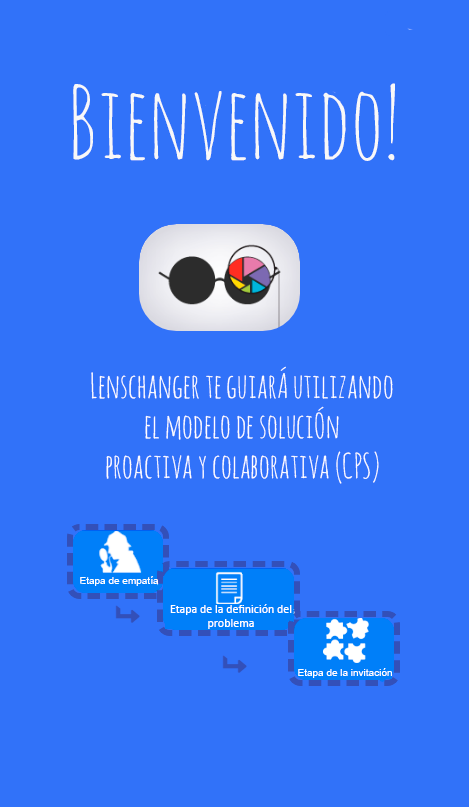 Bienvenido!
Lenschanger te guiará utilizando
el modelo de solución
proactiva y colaborativa (CPS)
Etapa de empatía
Etapa de la definición del
problema
Etapa de la invitación